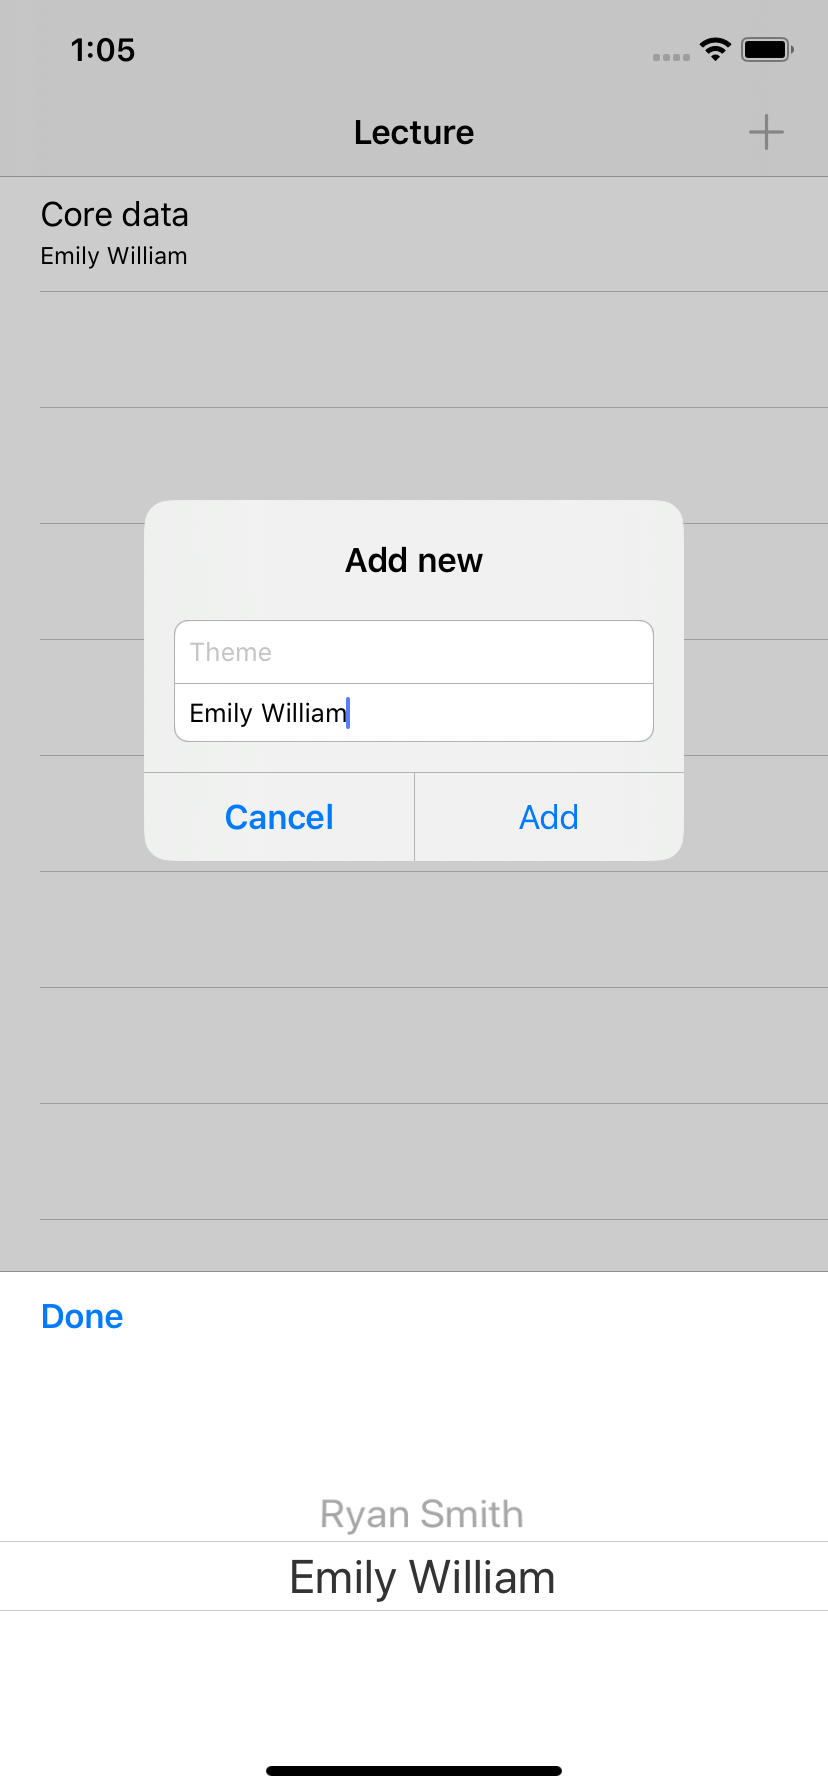 1:05
Lecture
Core data
Emily William
Add new
Theme
Emily William
Cancel
Add
Done
Ryan Smith
Emily William